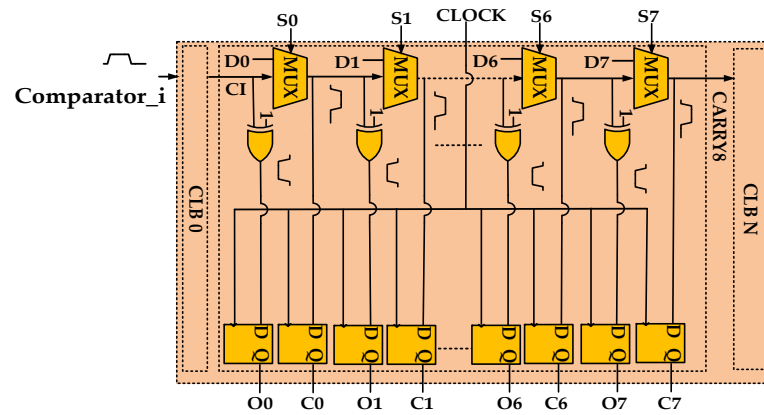 S0 S1 CLOCK S6 S7
D0 MUX D1 MUX D6 MUX D7 MUX
Comparator_i
CI
1 1 1 1
CLB 0
CARRY8
CLB N
D Q D Q D Q D Q D Q D Q D Q D Q
O0 C0 O1 C1 O6 C6 O7 C7